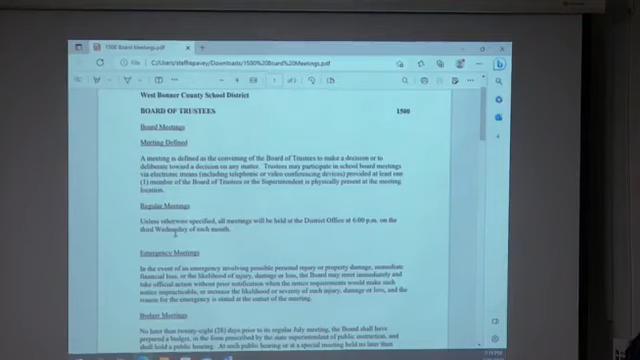 1500 Board Meetings.pdf
File
C:/Users/steffiepavey/Downloads/1500%20Board%20Meetings.pdf
West Bonner County School District
BOARD OF TRUSTEES 1500
Board Meetings
Meeting Defined
A meeting is defined as the convening of the Board of Trustees to make a decision or to
deliberate toward a decision on any matter. Trustees may participate in school board meetings
via electronic means (including telephonic or video conferencing devices) provided at least one
(1) member of the Board of Trustees or the Superintendent is physically present at the meeting
location.
Regular Meetings
Unless otherwise specified, all meetings will be held at the District Office at 6:00 p.m. on the
third Wednesday of each month.
Emergency Meetings
In the event of an emergency involving possible personal injury or property damage, immediate
financial loss, or the likelihood of injury, damage or loss, the Board may meet immediately and
take official action without prior notification when the notice requirements would make such
notice impracticable, or increase the likelihood or severity of such injury, damage or loss, and the
reason for the emergency is stated at the outset of the meeting.
Budget Meetings
No later than twenty-eight (28) days prior to its regular July meeting, the Board shall have
prepared a budget, in the form prescribed by the state superintendent of public instruction, and
shall hold a public hearing. At such public hearing or at a special meeting held no later than